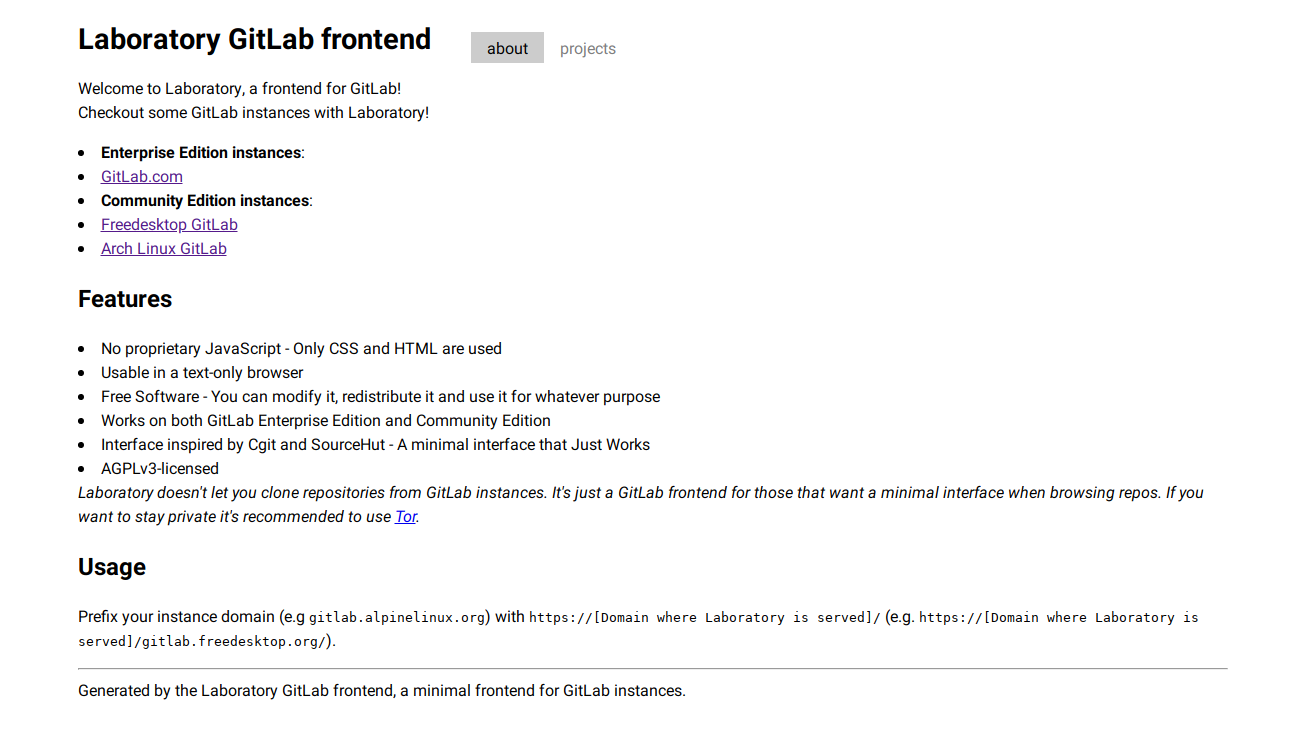 Laboratory GitLab frontend about projects
Welcome to Laboratory, a frontend for GitLab!
Checkout some GitLab instances with Laboratory!
• Enterprise Edition instances:
• GitLab.com
• Community Edition instances:
• Freedesktop GitLab
• Arch Linux GitLab
Features
• No proprietary JavaScript - Only CSS and HTML are used
• Usable in a text-only browser
• Free Software - You can modify it, redistribute it and use it for whatever purpose
• Works on both GitLab Enterprise Edition and Community Edition
• Interface inspired by Cgit and SourceHut - A minimal interface that Just Works
• AGPLv3-licensed
Laboratory doesn't let you clone repositories from GitLab instances. It's just a GitLab frontend for those that want a minimal interface when browsing repos. If you
want to stay private it's recommended to use Tor.
Usage
Prefix your instance domain (e.g gitlab.alpinelinux.org) with https://[Domain where Laboratory is served]/ (e.g. https://[Domain where Laboratory is
served]/gitlab.freedesktop.org/).
Generated by the Laboratory GitLab frontend, a minimal frontend for GitLab instances.